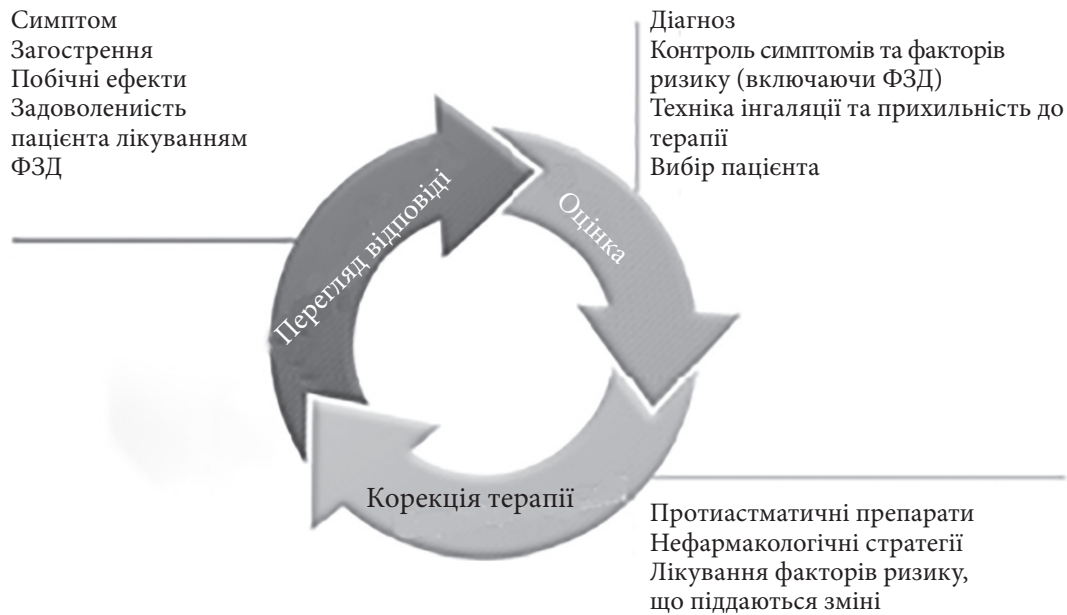 Симптом
Загострення
Побічні ефекти
Задоволениість
пацієнта лікуванням
ФЗД
Діагноз
Контроль симптомів та факторів
ризику (включаючи ФЗД)
Техніка інгаляції та прихильність до
терапії
Вибір пацієнта
Перегляд відповіді
Оцінка
Корекція терапії
Протиастматичні препарати
Нефармакологічні стратегії
Лікування факторів ризику,
що піддаються зміні